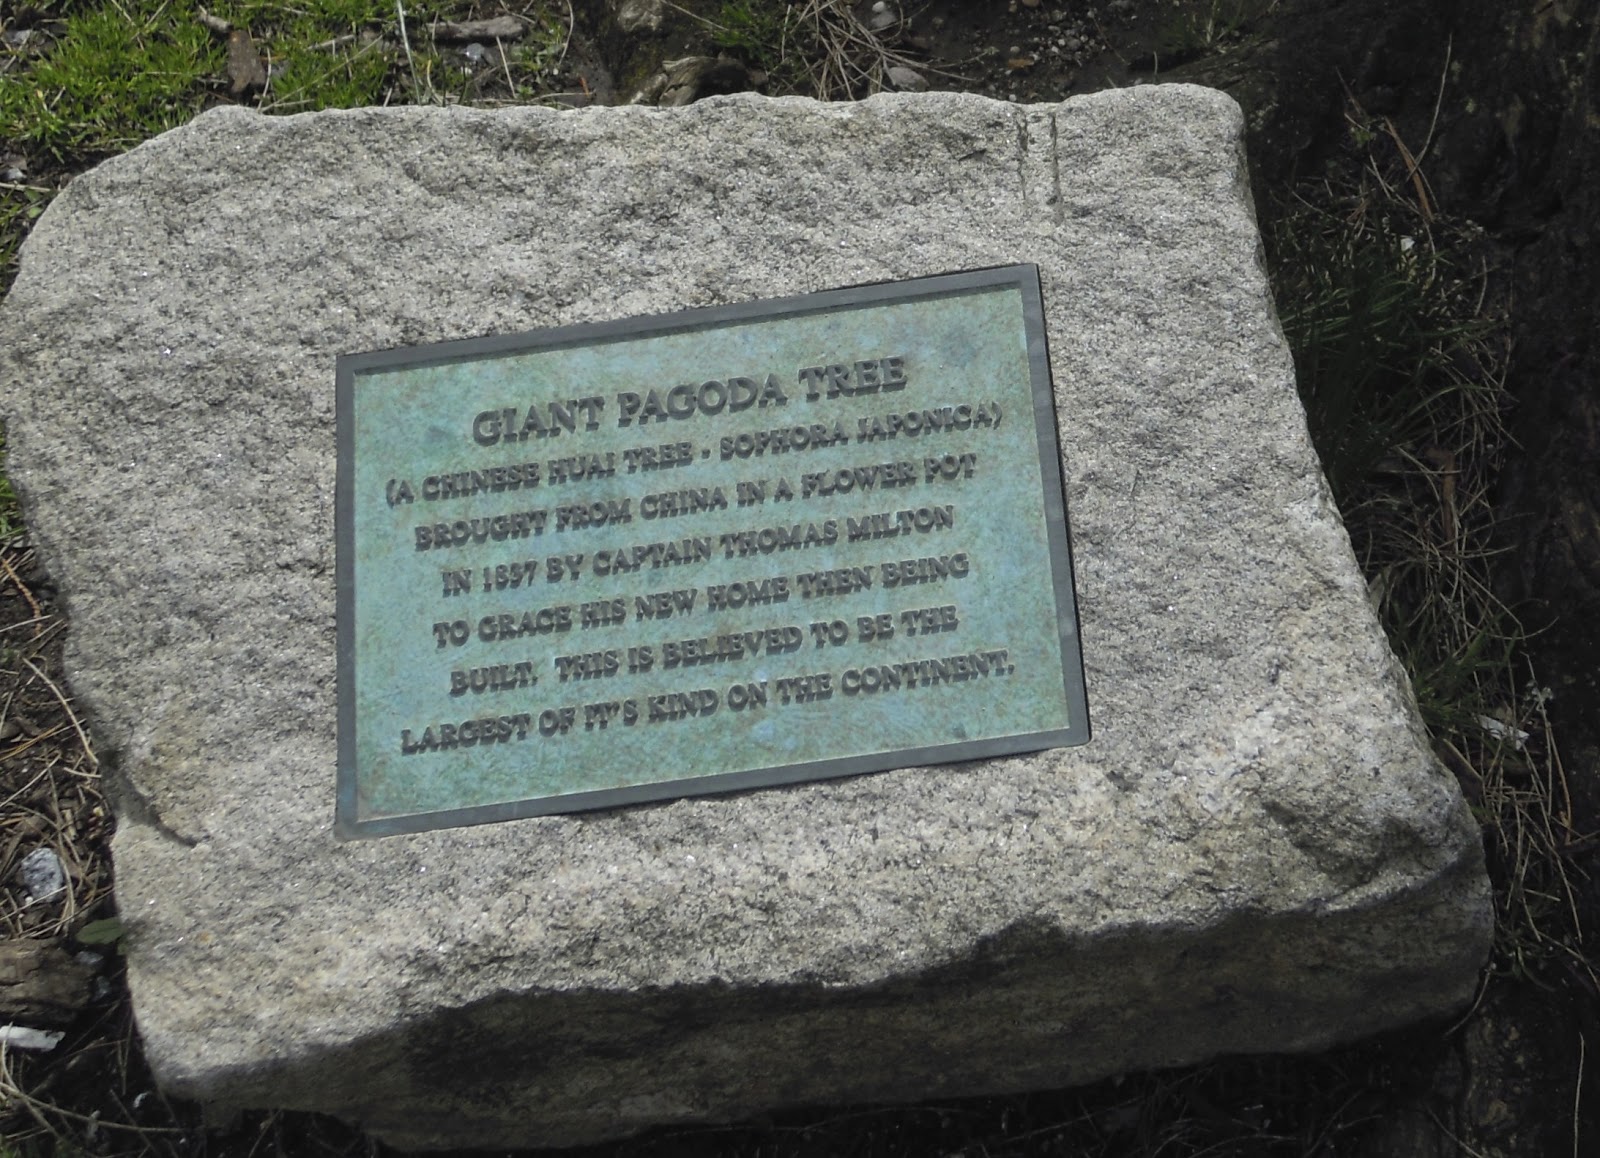 GIANT PAGODA TREE
(A CHINESE HUAI TREE - SOPHORA JAPONICA)
BROUGHT FROM CHINA IN A FLOWER POT
IN 1837 BY CAPTAIN THOMAS MILTON
TO GRACE HIS NEW HOME THEN BEING
BUILT. THIS IS BELIEVED TO BE THE
LARGEST OF IT'S KIND ON THE CONTINENT.